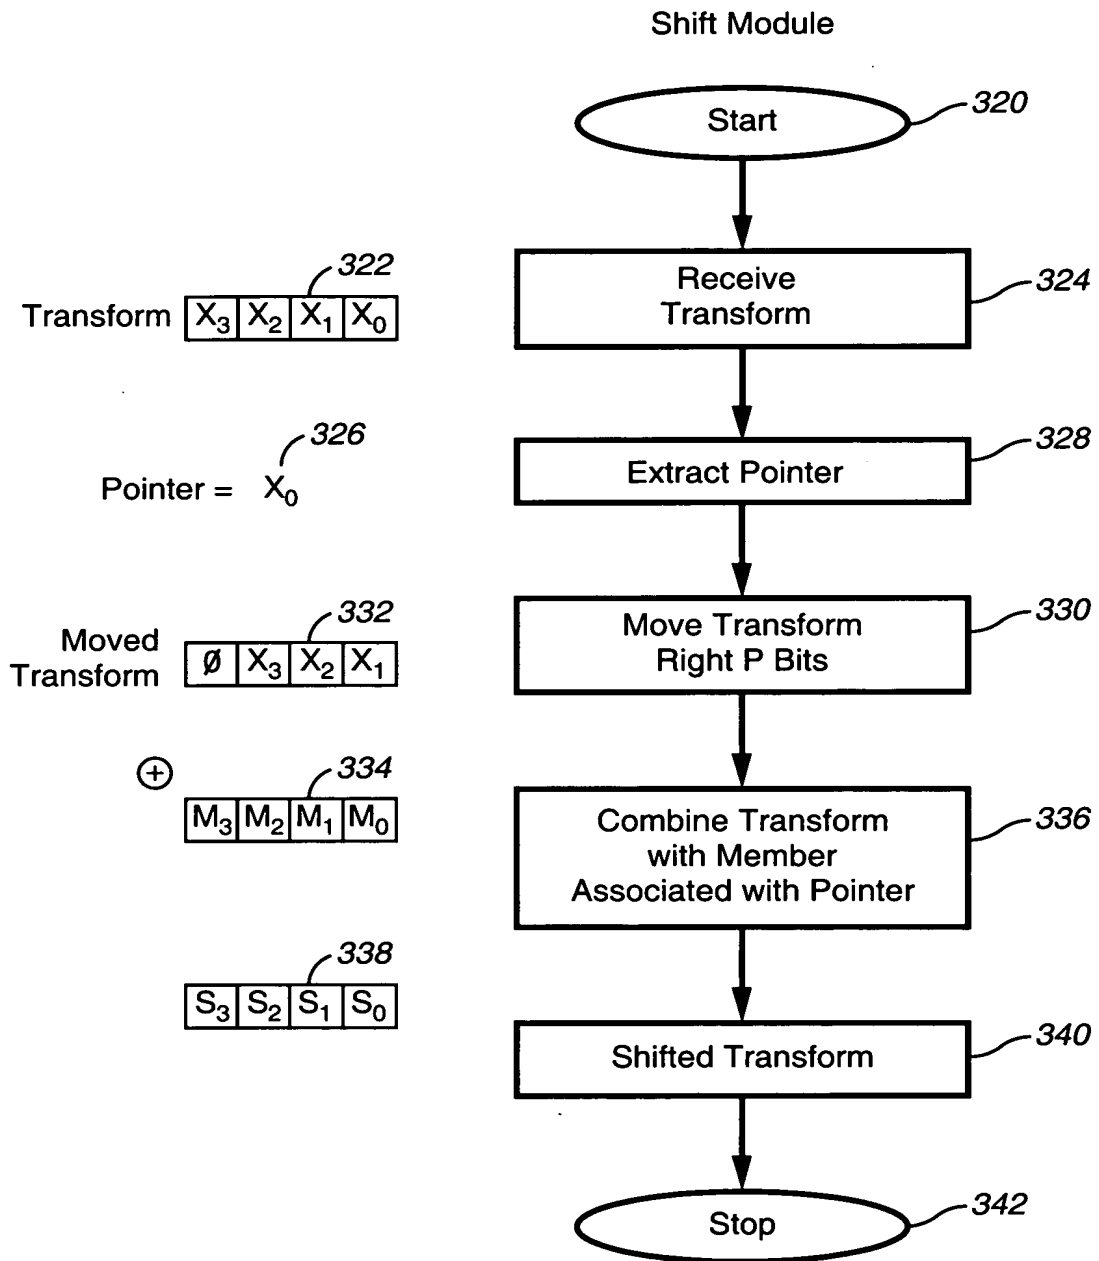 Shift Module
Start
320
322
Transform X3 X2 X1 X0
Receive
Transform
324
326
Pointer = X0
Extract Pointer
328
332
Moved
Transform
Ø X3 X2 X1
Move Transform
Right P Bits
330
⊕
334
M3 M2 M1 M0
Combine Transform
with Member
Associated with Pointer
336
338
S3 S2 S1 S0
Shifted Transform
340
Stop
342